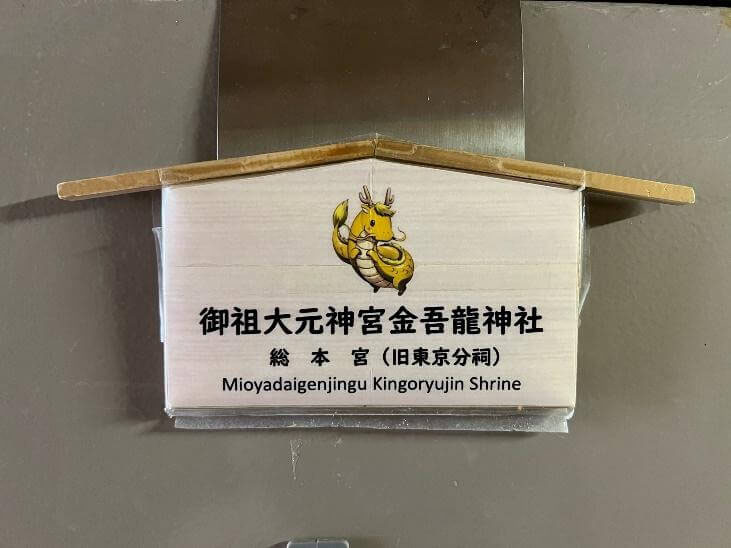 御祖大元神宮金吾龍神社
総本宮（旧東京分祠）
Mioyadaigenjingu Kingoryujin Shrine